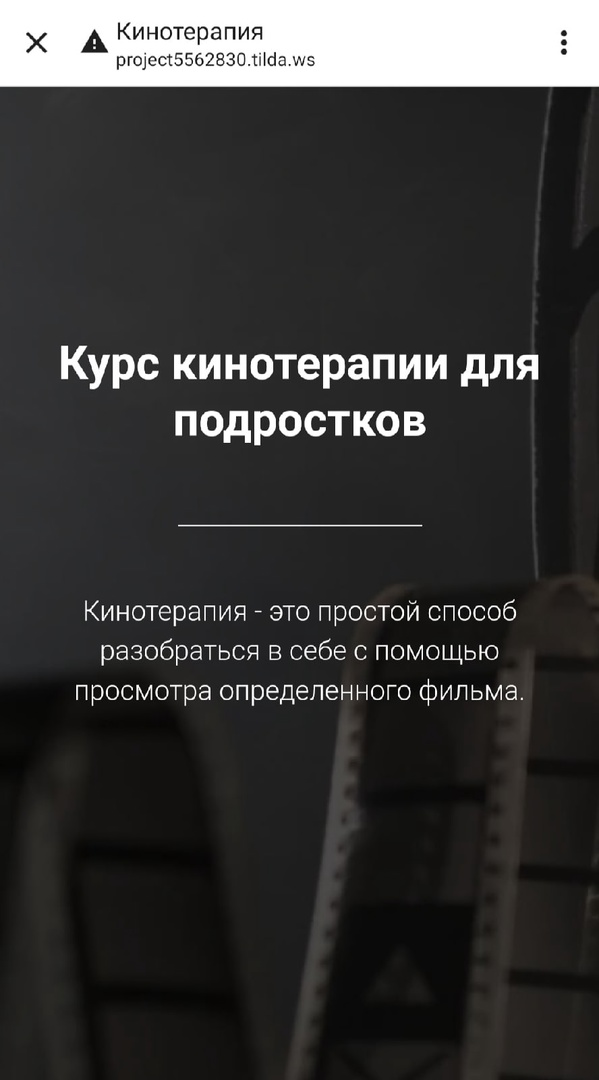 Кинотерапия
project5562830.tilda.ws
Курс кинотерапии для
подростков
Кинотерапия - это простой способ
разобраться в себе с помощью
просмотра определенного фильма.